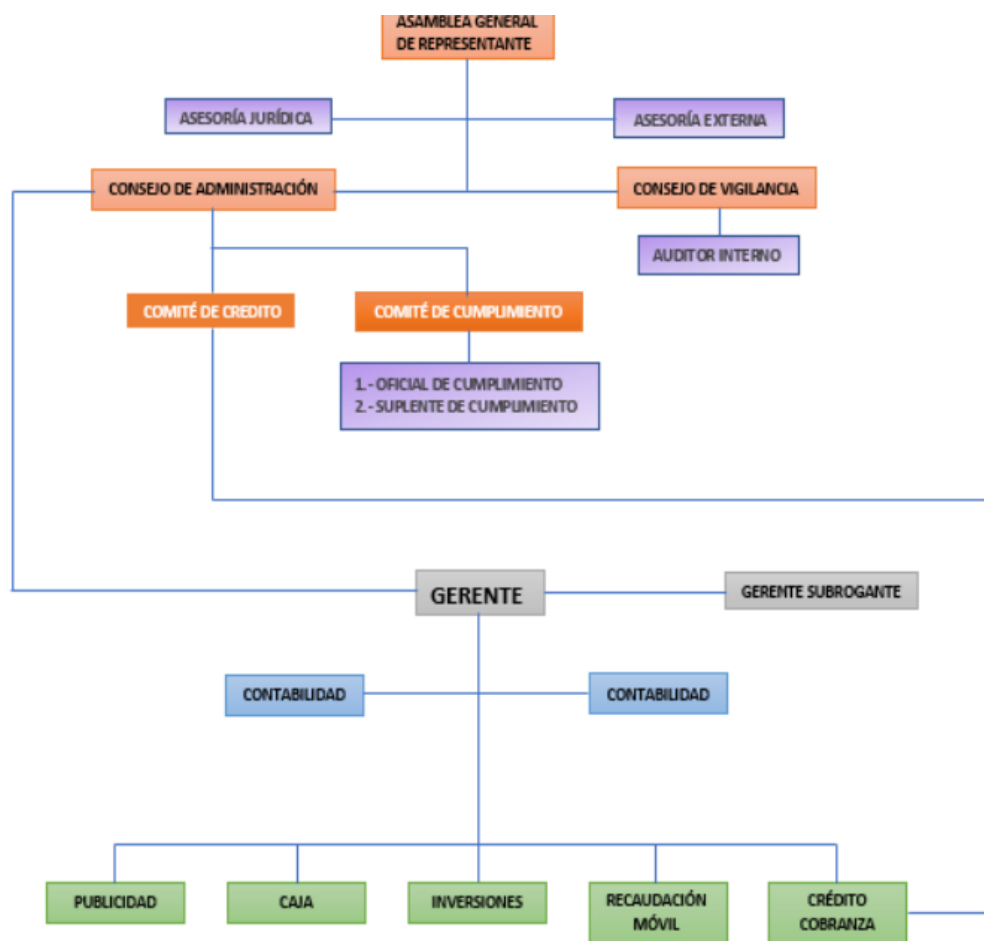 ASAMBLEA GENERAL
DE REPRESENTANTE
ASESORÍA JURÍDICA
ASESORÍA EXTERNA
CONSEJO DE ADMINISTRACIÓN
CONSEJO DE VIGILANCIA
AUDITOR INTERNO
COMITÉ DE CREDITO
COMITÉ DE CUMPLIMIENTO
1.- OFICIAL DE CUMPLIMIENTO
2.- SUPLENTE DE CUMPLIMIENTO
GERENTE
GERENTE SUBROGANTE
CONTABILIDAD
CONTABILIDAD
PUBLICIDAD
CAJA
INVERSIONES
RECAUDACIÓN
MÓVIL
CRÉDITO
COBRANZA